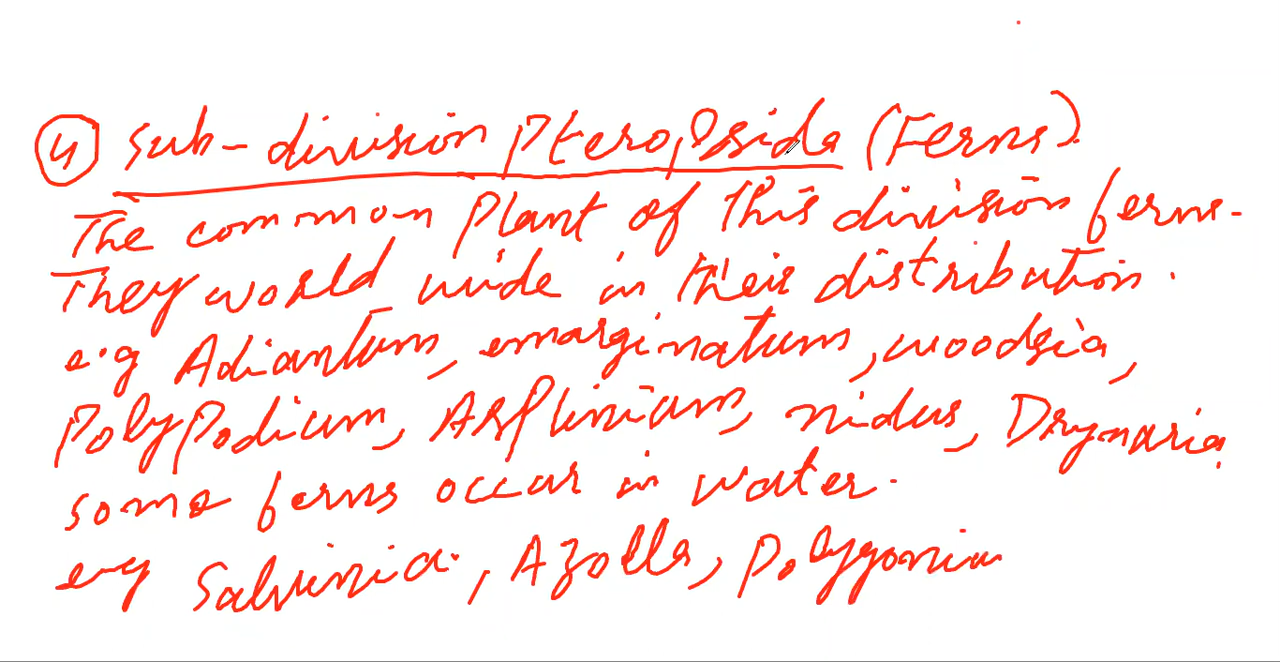 ④ Sub-division Pteropsida (Ferns).
The common plant of this division ferns-
They world wide in their distribution.
e.g Adiantum, emarginatum, woodsia,
Polypodium, Asplinium, nidus, Drynaria.
some ferns occur in water.
e.g Salvinia, Azolla, Polygonium